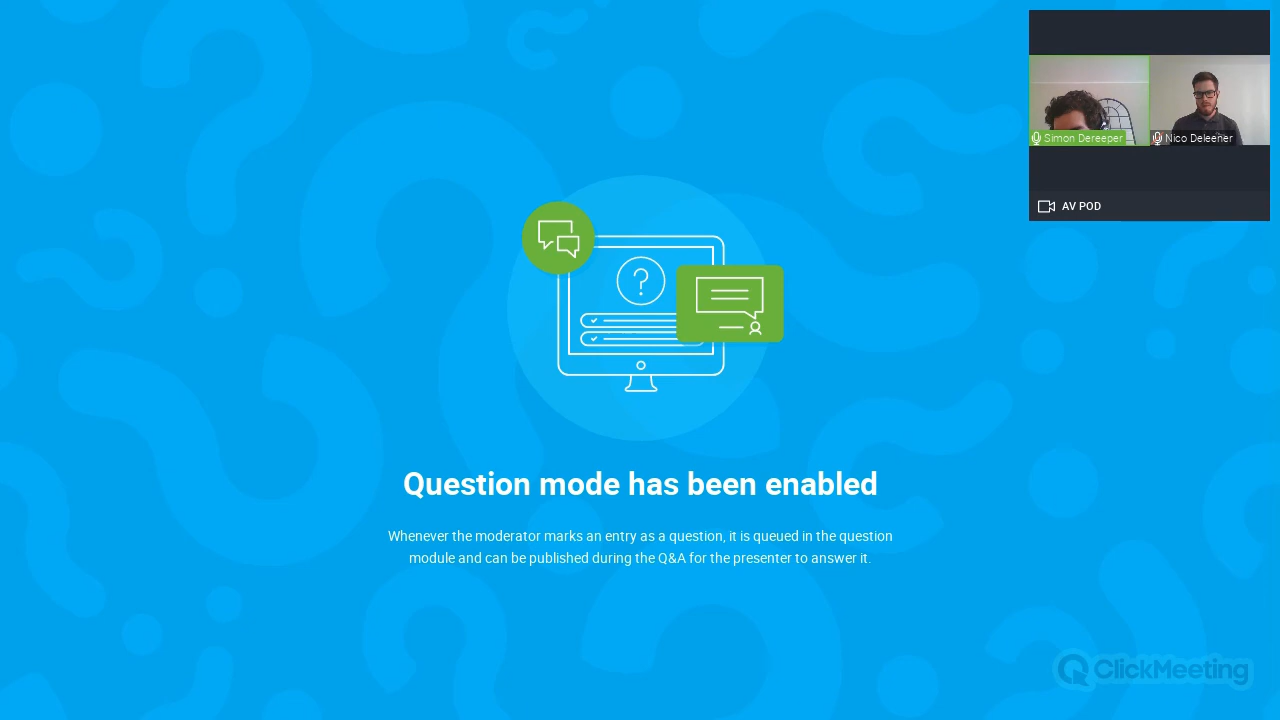 Simon Dereeper
Nico Deleener
AV POD
?
Question mode has been enabled
Whenever the moderator marks an entry as a question, it is queued in the question
module and can be published during the Q&A for the presenter to answer it.
ClickMeeting